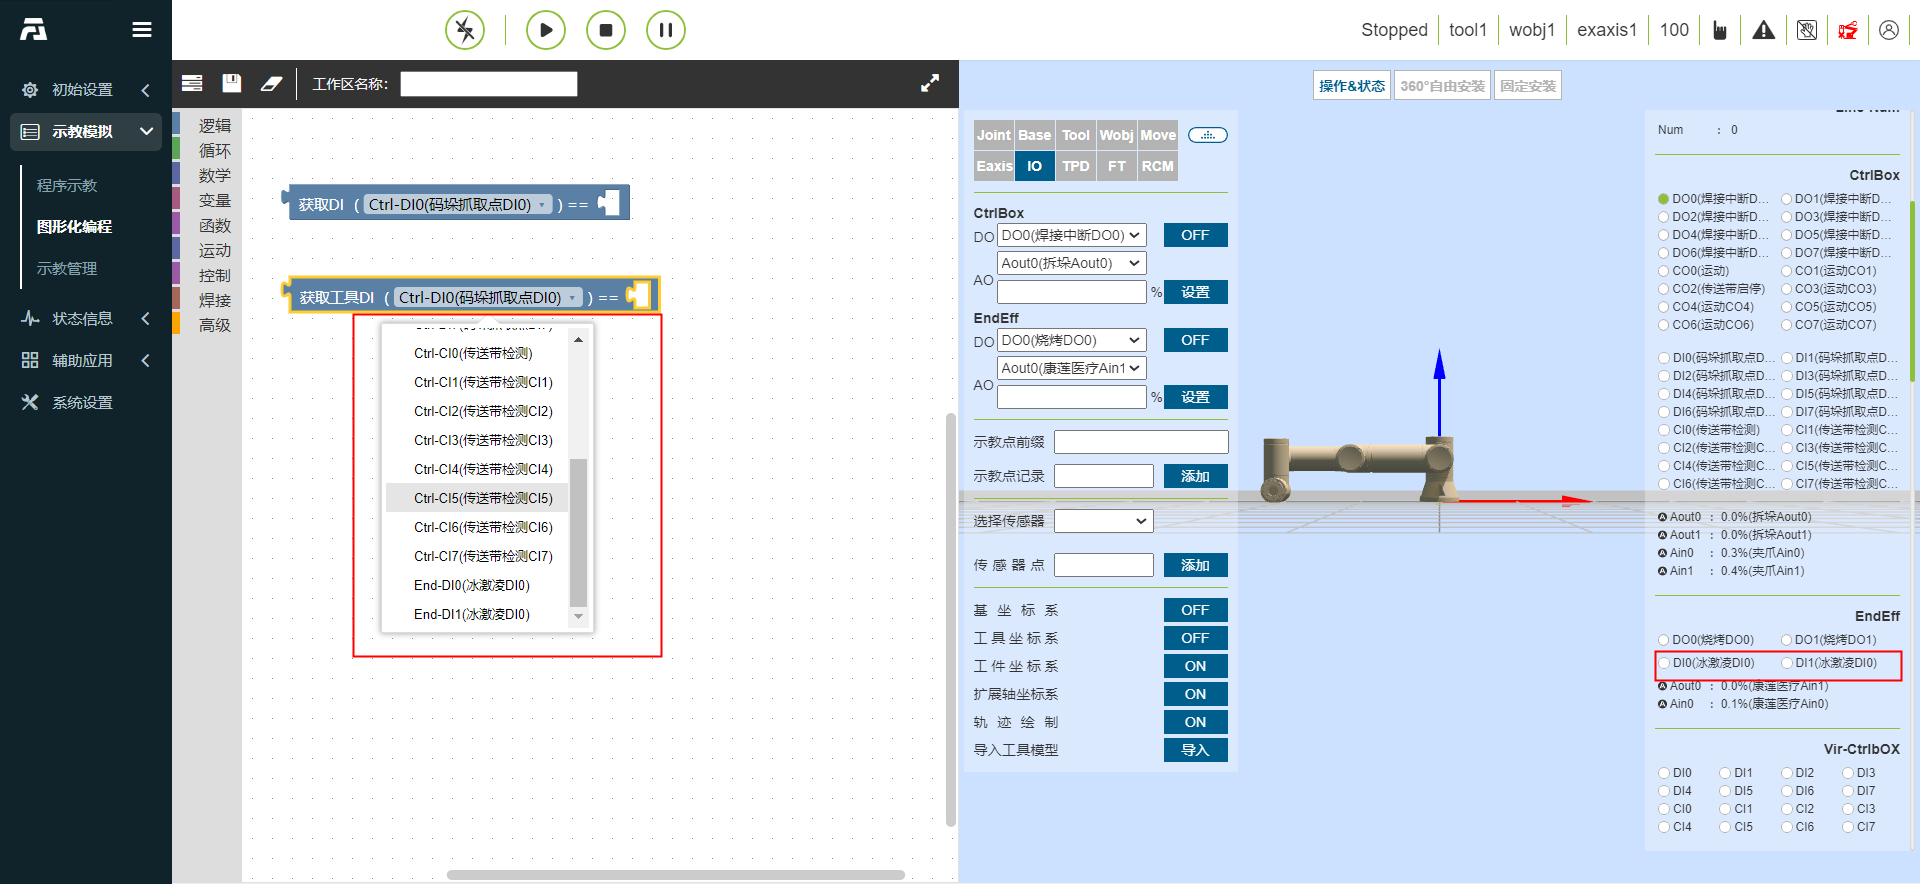 Stopped
tool1
wobj1
exaxis1
100
初始设置
示教模拟
程序示教
图形化编程
示教管理
状态信息
辅助应用
系统设置
工作区名称:
逻辑
循环
数学
变量
函数
运动
控制
焊接
高级
获取DI ( Ctrl-DI0(码垛抓取点DI0) ) ==
获取工具DI ( Ctrl-DI0(码垛抓取点DI0) ) ==
Ctrl-CI0(传送带检测)
Ctrl-CI1(传送带检测CI1)
Ctrl-CI2(传送带检测CI2)
Ctrl-CI3(传送带检测CI3)
Ctrl-CI4(传送带检测CI4)
Ctrl-CI5(传送带检测CI5)
Ctrl-CI6(传送带检测CI6)
Ctrl-CI7(传送带检测CI7)
End-DI0(冰激凌DI0)
End-DI1(冰激凌DI0)
操作&状态 360°自由安装 固定安装
Joint Base Tool Wobj Move
Eaxis IO TPD FT RCM
CtrlBox
DO DO0(焊接中断DO0) OFF
Aout0(拆垛Aout0)
AO % 设置
EndEff
DO DO0(烧烤DO0) OFF
Aout0(康莲医疗Ain1
AO % 设置
示教点前缀
示教点记录 添加
选择传感器
传感器点 添加
基坐标系 OFF
工具坐标系 OFF
工件坐标系 ON
扩展轴坐标系 ON
轨迹绘制 ON
导入工具模型 导入
Num : 0
CtrlBox
DO0(焊接中断D... DO1(焊接中断D...
DO2(焊接中断D... DO3(焊接中断D...
DO4(焊接中断D... DO5(焊接中断D...
DO6(焊接中断D... DO7(焊接中断D...
CO0(运动) CO1(运动CO1)
CO2(传送带启停) CO3(运动CO3)
CO4(运动CO4) CO5(运动CO5)
CO6(运动CO6) CO7(运动CO7)
DI0(码垛抓取点D... DI1(码垛抓取点D...
DI2(码垛抓取点D... DI3(码垛抓取点D...
DI4(码垛抓取点D... DI5(码垛抓取点D...
DI6(码垛抓取点D... DI7(码垛抓取点D...
CI0(传送带检测) CI1(传送带检测C...
CI2(传送带检测C... CI3(传送带检测C...
CI4(传送带检测C... CI5(传送带检测C...
CI6(传送带检测C... CI7(传送带检测C...
A Aout0 : 0.0%(拆垛Aout0)
A Aout1 : 0.0%(拆垛Aout1)
A Ain0 : 0.3%(夹爪Ain0)
A Ain1 : 0.4%(夹爪Ain1)
EndEff
DO0(烧烤DO0) DO1(烧烤DO1)
DI0(冰激凌DI0) DI1(冰激凌DI0)
A Aout0 : 0.0%(康莲医疗Ain1)
A Ain0 : 0.1%(康莲医疗Ain0)
Vir-CtrlbOX
DI0 DI1 DI2 DI3
DI4 DI5 DI6 DI7
CI0 CI1 CI2 CI3
CI4 CI5 CI6 CI7